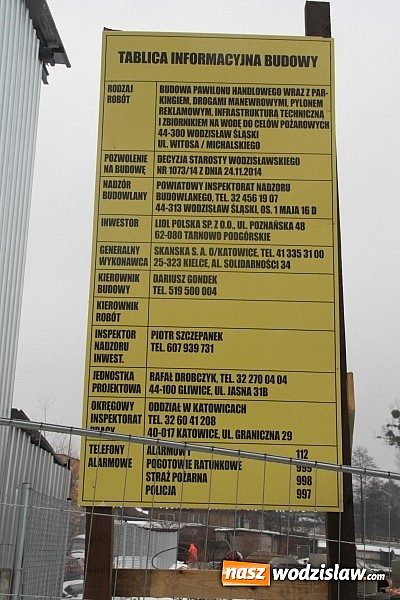 TABLICA INFORMACYJNA BUDOWY
RODZAJ ROBÓT
BUDOWA PAWILONU HANDLOWEGO WRAZ Z PAR-
KINGIEM, DROGAMI MANEWROWYMI, PYLONEM
REKLAMOWYM, INFRASTRUKTURĄ TECHNICZNĄ
I ZBIORNIKIEM NA WODĘ DO CELÓW POŻAROWYCH
44-300 WODZISŁAW ŚLĄSKI
UL. WITOSA / MICHALSKIEGO
POZWOLENIE NA BUDOWĘ
DECYZJA STAROSTY WODZISŁAWSKIEGO
NR 1073/14 Z DNIA 24.11.2014
NADZÓR BUDOWLANY
POWIATOWY INSPEKTORAT NADZORU
BUDOWLANEGO, TEL. 32 456 19 07
44-313 WODZISŁAW ŚLĄSKI, OS. 1 MAJA 16 D
INWESTOR
LIDL POLSKA SP. Z O.O., UL. POZNAŃSKA 48
62-080 TARNOWO PODGÓRSKIE
GENERALNY WYKONAWCA
SKANSKA S. A. O/KATOWICE, TEL. 41 335 31 00
25-323 KIELCE, AL. SOLIDARNOŚCI 34
KIEROWNIK BUDOWY
DARIUSZ GONDEK
TEL. 519 500 004
KIEROWNIK ROBÓT
INSPEKTOR NADZORU INWEST.
PIOTR SZCZEPANEK
TEL. 607 939 731
JEDNOSTKA PROJEKTOWA
RAFAŁ DROBCZYK, TEL. 32 270 04 04
44-100 GLIWICE, UL. JASNA 31B
OKRĘGOWY INSPEKTORAT PRACY
ODDZIAŁ W KATOWICACH
TEL. 32 60 41 208
40-017 KATOWICE, UL. GRANICZNA 29
TELEFONY ALARMOWE
ALARMOWY 112
POGOTOWIE RATUNKOWE 999
STRAŻ POŻARNA 998
POLICJA 997
nasz wodzislaw.com